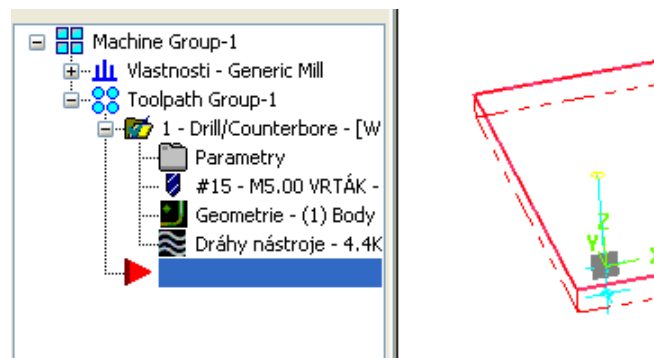 Machine Group-1
Vlastnosti - Generic Mill
Toolpath Group-1
1 - Drill/Counterbore - [W
Parametry
#15 - M5.00 VRTÁK -
Geometrie - (1) Body
Dráhy nástroje - 4.4K
Z
Y
X